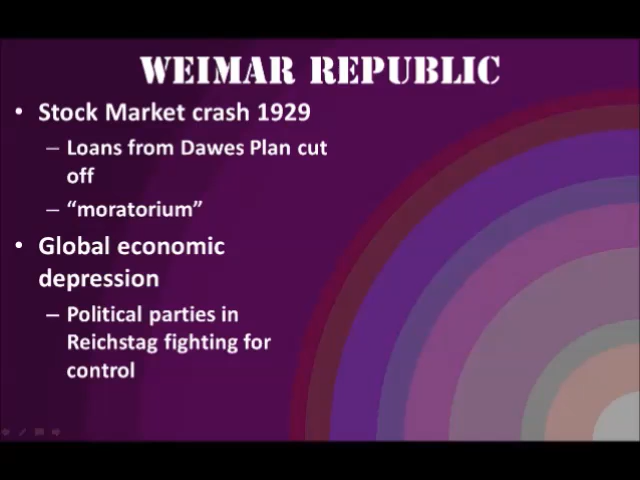 WEIMAR REPUBLIC
• Stock Market crash 1929
– Loans from Dawes Plan cut
off
– “moratorium”
• Global economic
depression
– Political parties in
Reichstag fighting for
control